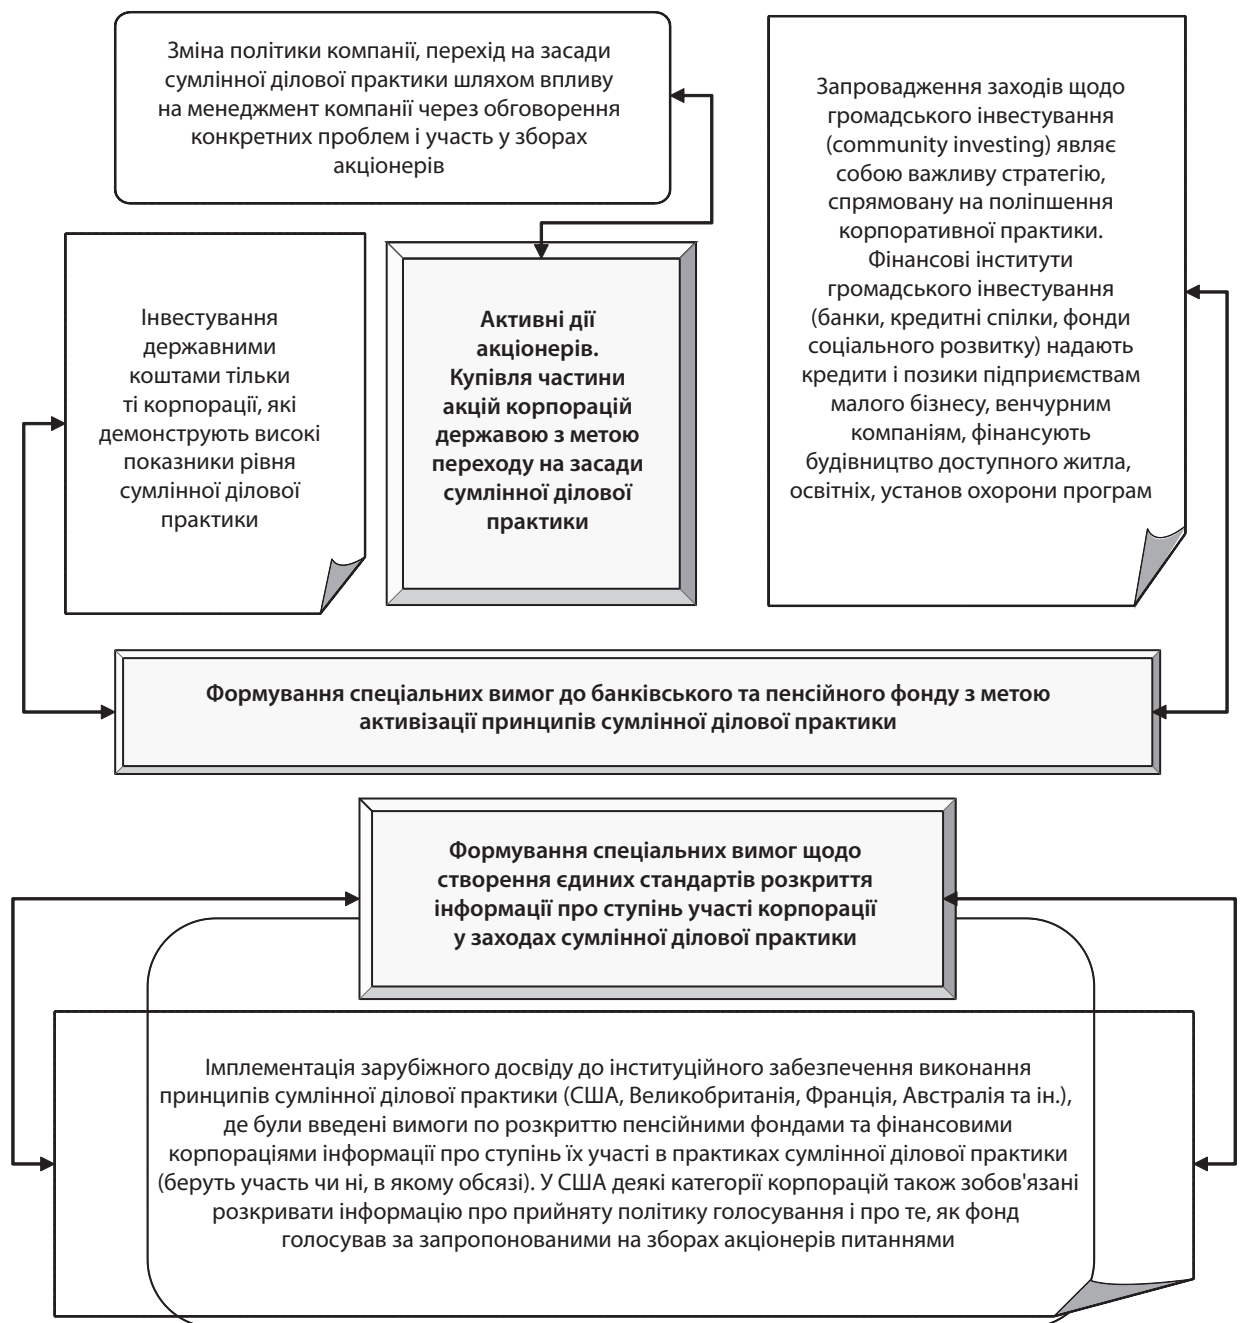 Зміна політики компанії, перехід на засади
сумлінної ділової практики шляхом впливу
на менеджмент компанії через обговорення
конкретних проблем і участь у зборах
акціонерів
Запровадження заходів щодо
громадського інвестування
(community investing) являє
собою важливу стратегію,
спрямовану на поліпшення
корпоративної практики.
Фінансові інститути
громадського інвестування
(банки, кредитні спілки, фонди
соціального розвитку) надають
кредити і позики підприємствам
малого бізнесу, венчурним
компаніям, фінансують
будівництво доступного житла,
освітніх, установ охорони програм
Інвестування
державними
коштами тільки
ті корпорації, які
демонструють високі
показники рівня
сумлінної ділової
практики
Активні дії
акціонерів.
Купівля частини
акцій корпорацій
державою з метою
переходу на засади
сумлінної ділової
практики
Формування спеціальних вимог до банківського та пенсійного фонду з метою
активізації принципів сумлінної ділової практики
Формування спеціальних вимог щодо
створення єдиних стандартів розкриття
інформації про ступінь участі корпорації
у заходах сумлінної ділової практики
Імплементація зарубіжного досвіду до інституційного забезпечення виконання
принципів сумлінної ділової практики (США, Великобританія, Франція, Австралія та ін.),
де були введені вимоги по розкриттю пенсійними фондами та фінансовими
корпораціями інформації про ступінь їх участі в практиках сумлінної ділової практики
(беруть участь чи ні, в якому обсязі). У США деякі категорії корпорацій також зобов'язані
розкривати інформацію про прийняту політику голосування і про те, як фонд
голосував за запропонованими на зборах акціонерів питаннями